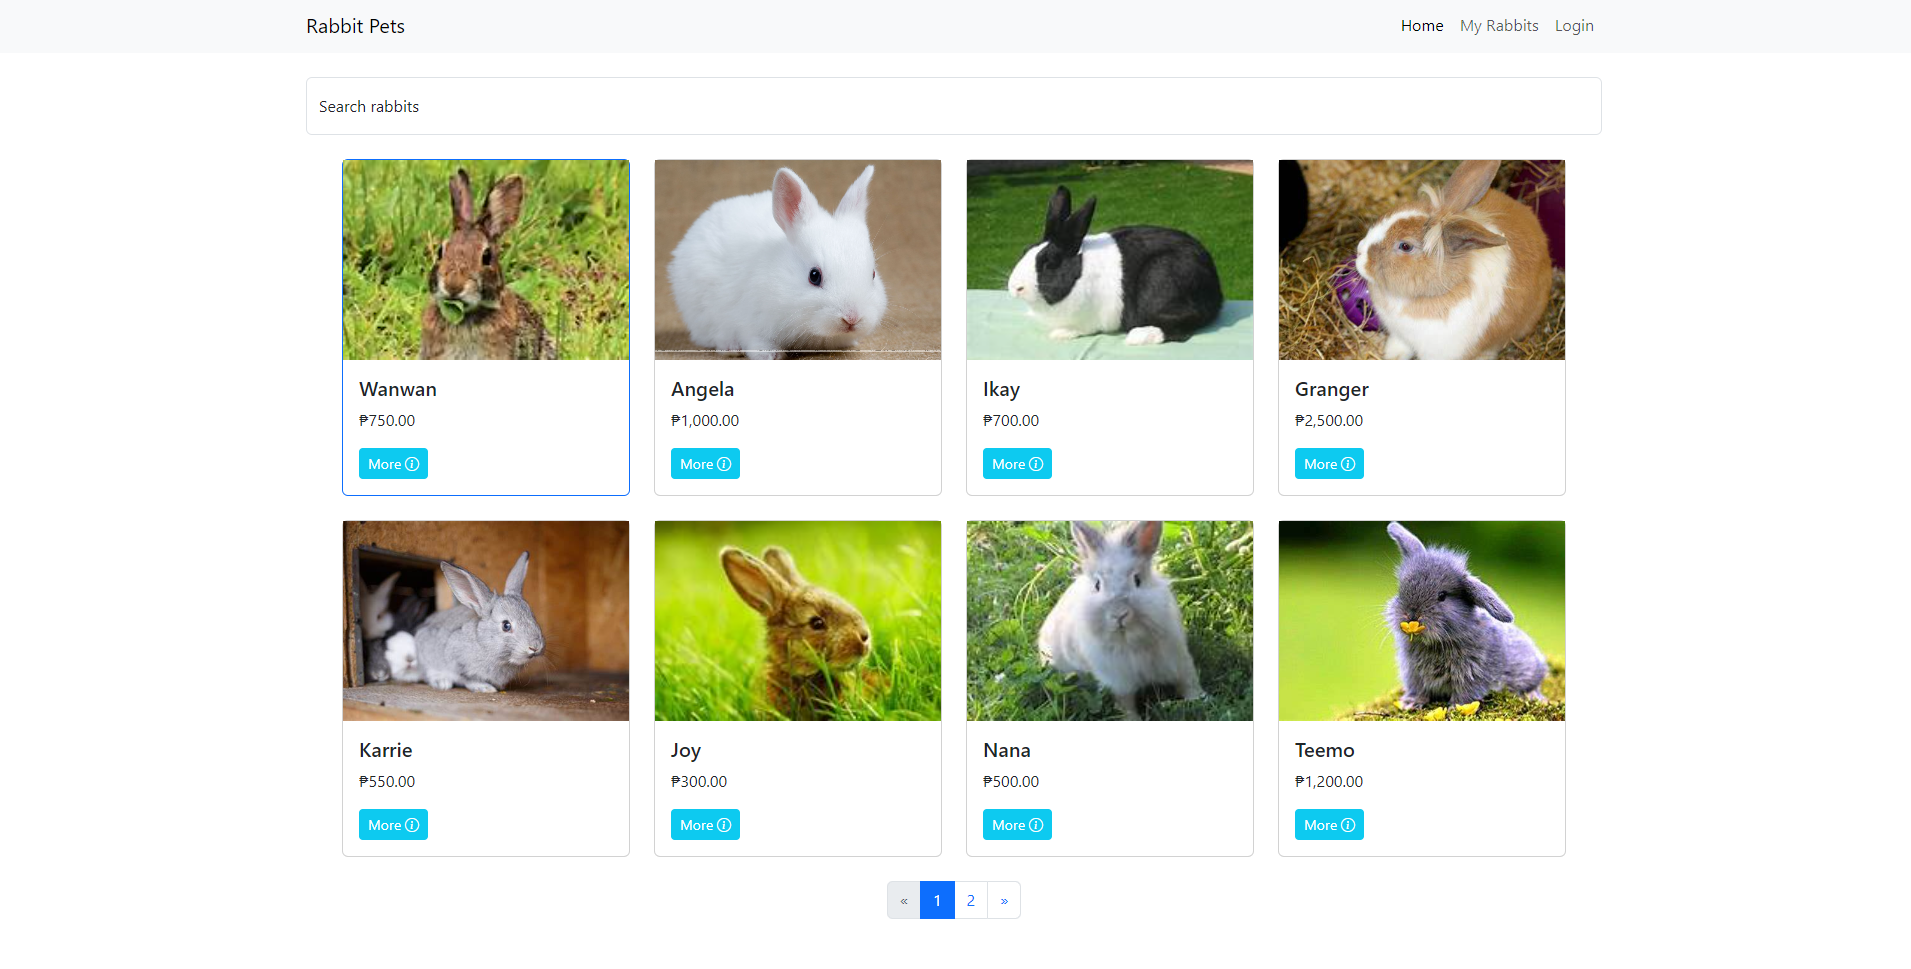 Rabbit Pets
Home My Rabbits Login
Search rabbits
Wanwan
₱750.00
More
Angela
₱1,000.00
More
Ikay
₱700.00
More
Granger
₱2,500.00
More
Karrie
₱550.00
More
Joy
₱300.00
More
Nana
₱500.00
More
Teemo
₱1,200.00
More
« 1 2 »